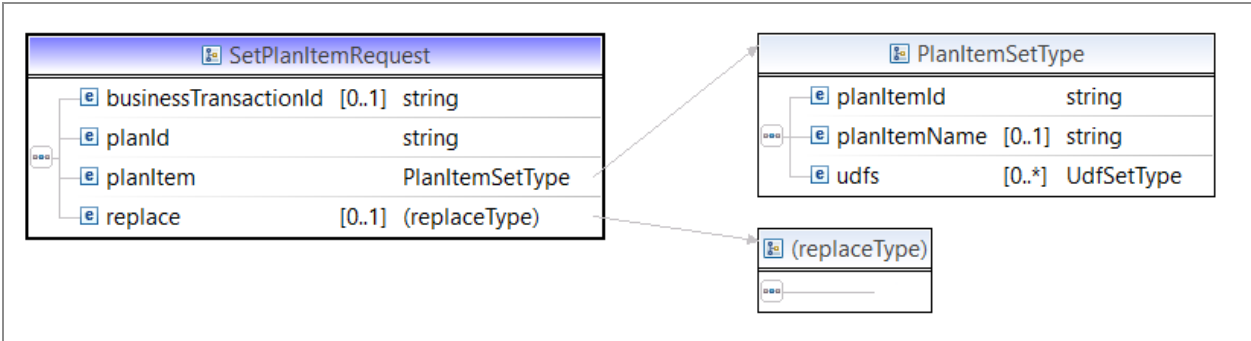 SetPlanItemRequest
e businessTransactionId [0..1] string
e planId string
e planItem PlanItemSetType
e replace [0..1] (replaceType)
PlanItemSetType
e planItemId string
e planItemName [0..1] string
e udfs [0..*] UdfSetType
(replaceType)